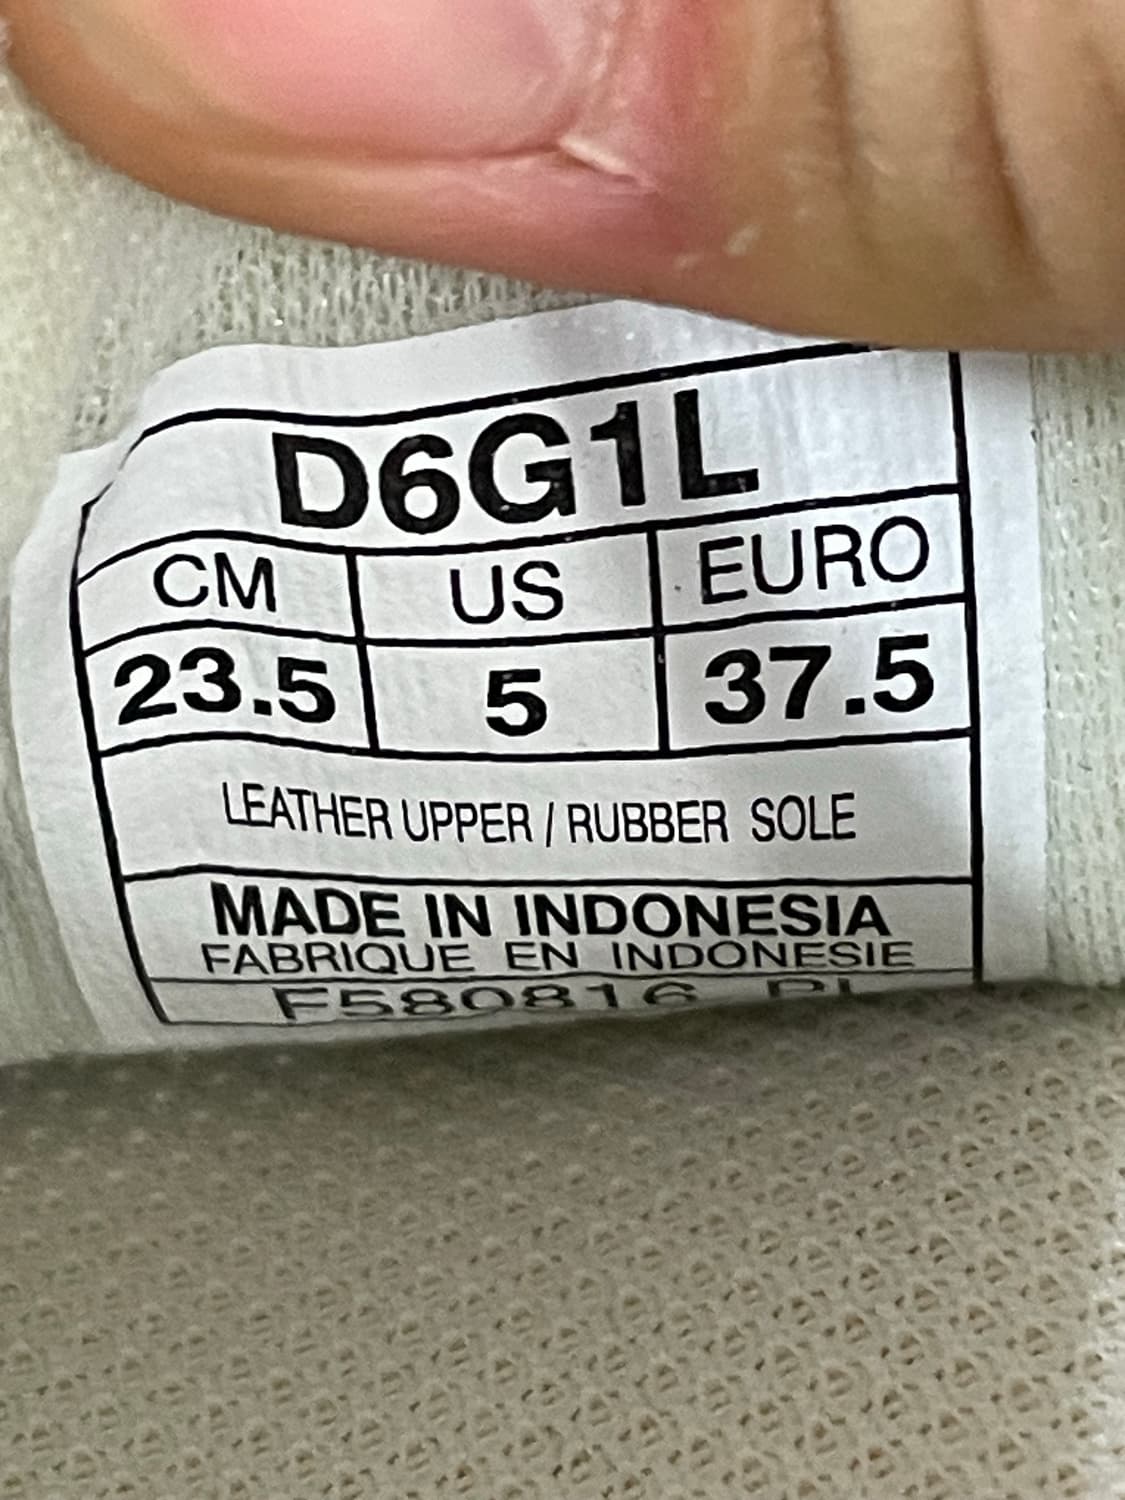 D6G1L
CM US EURO
23.5 5 37.5
LEATHER UPPER / RUBBER SOLE
MADE IN INDONESIA
FABRIQUE EN INDONESIE
F580816